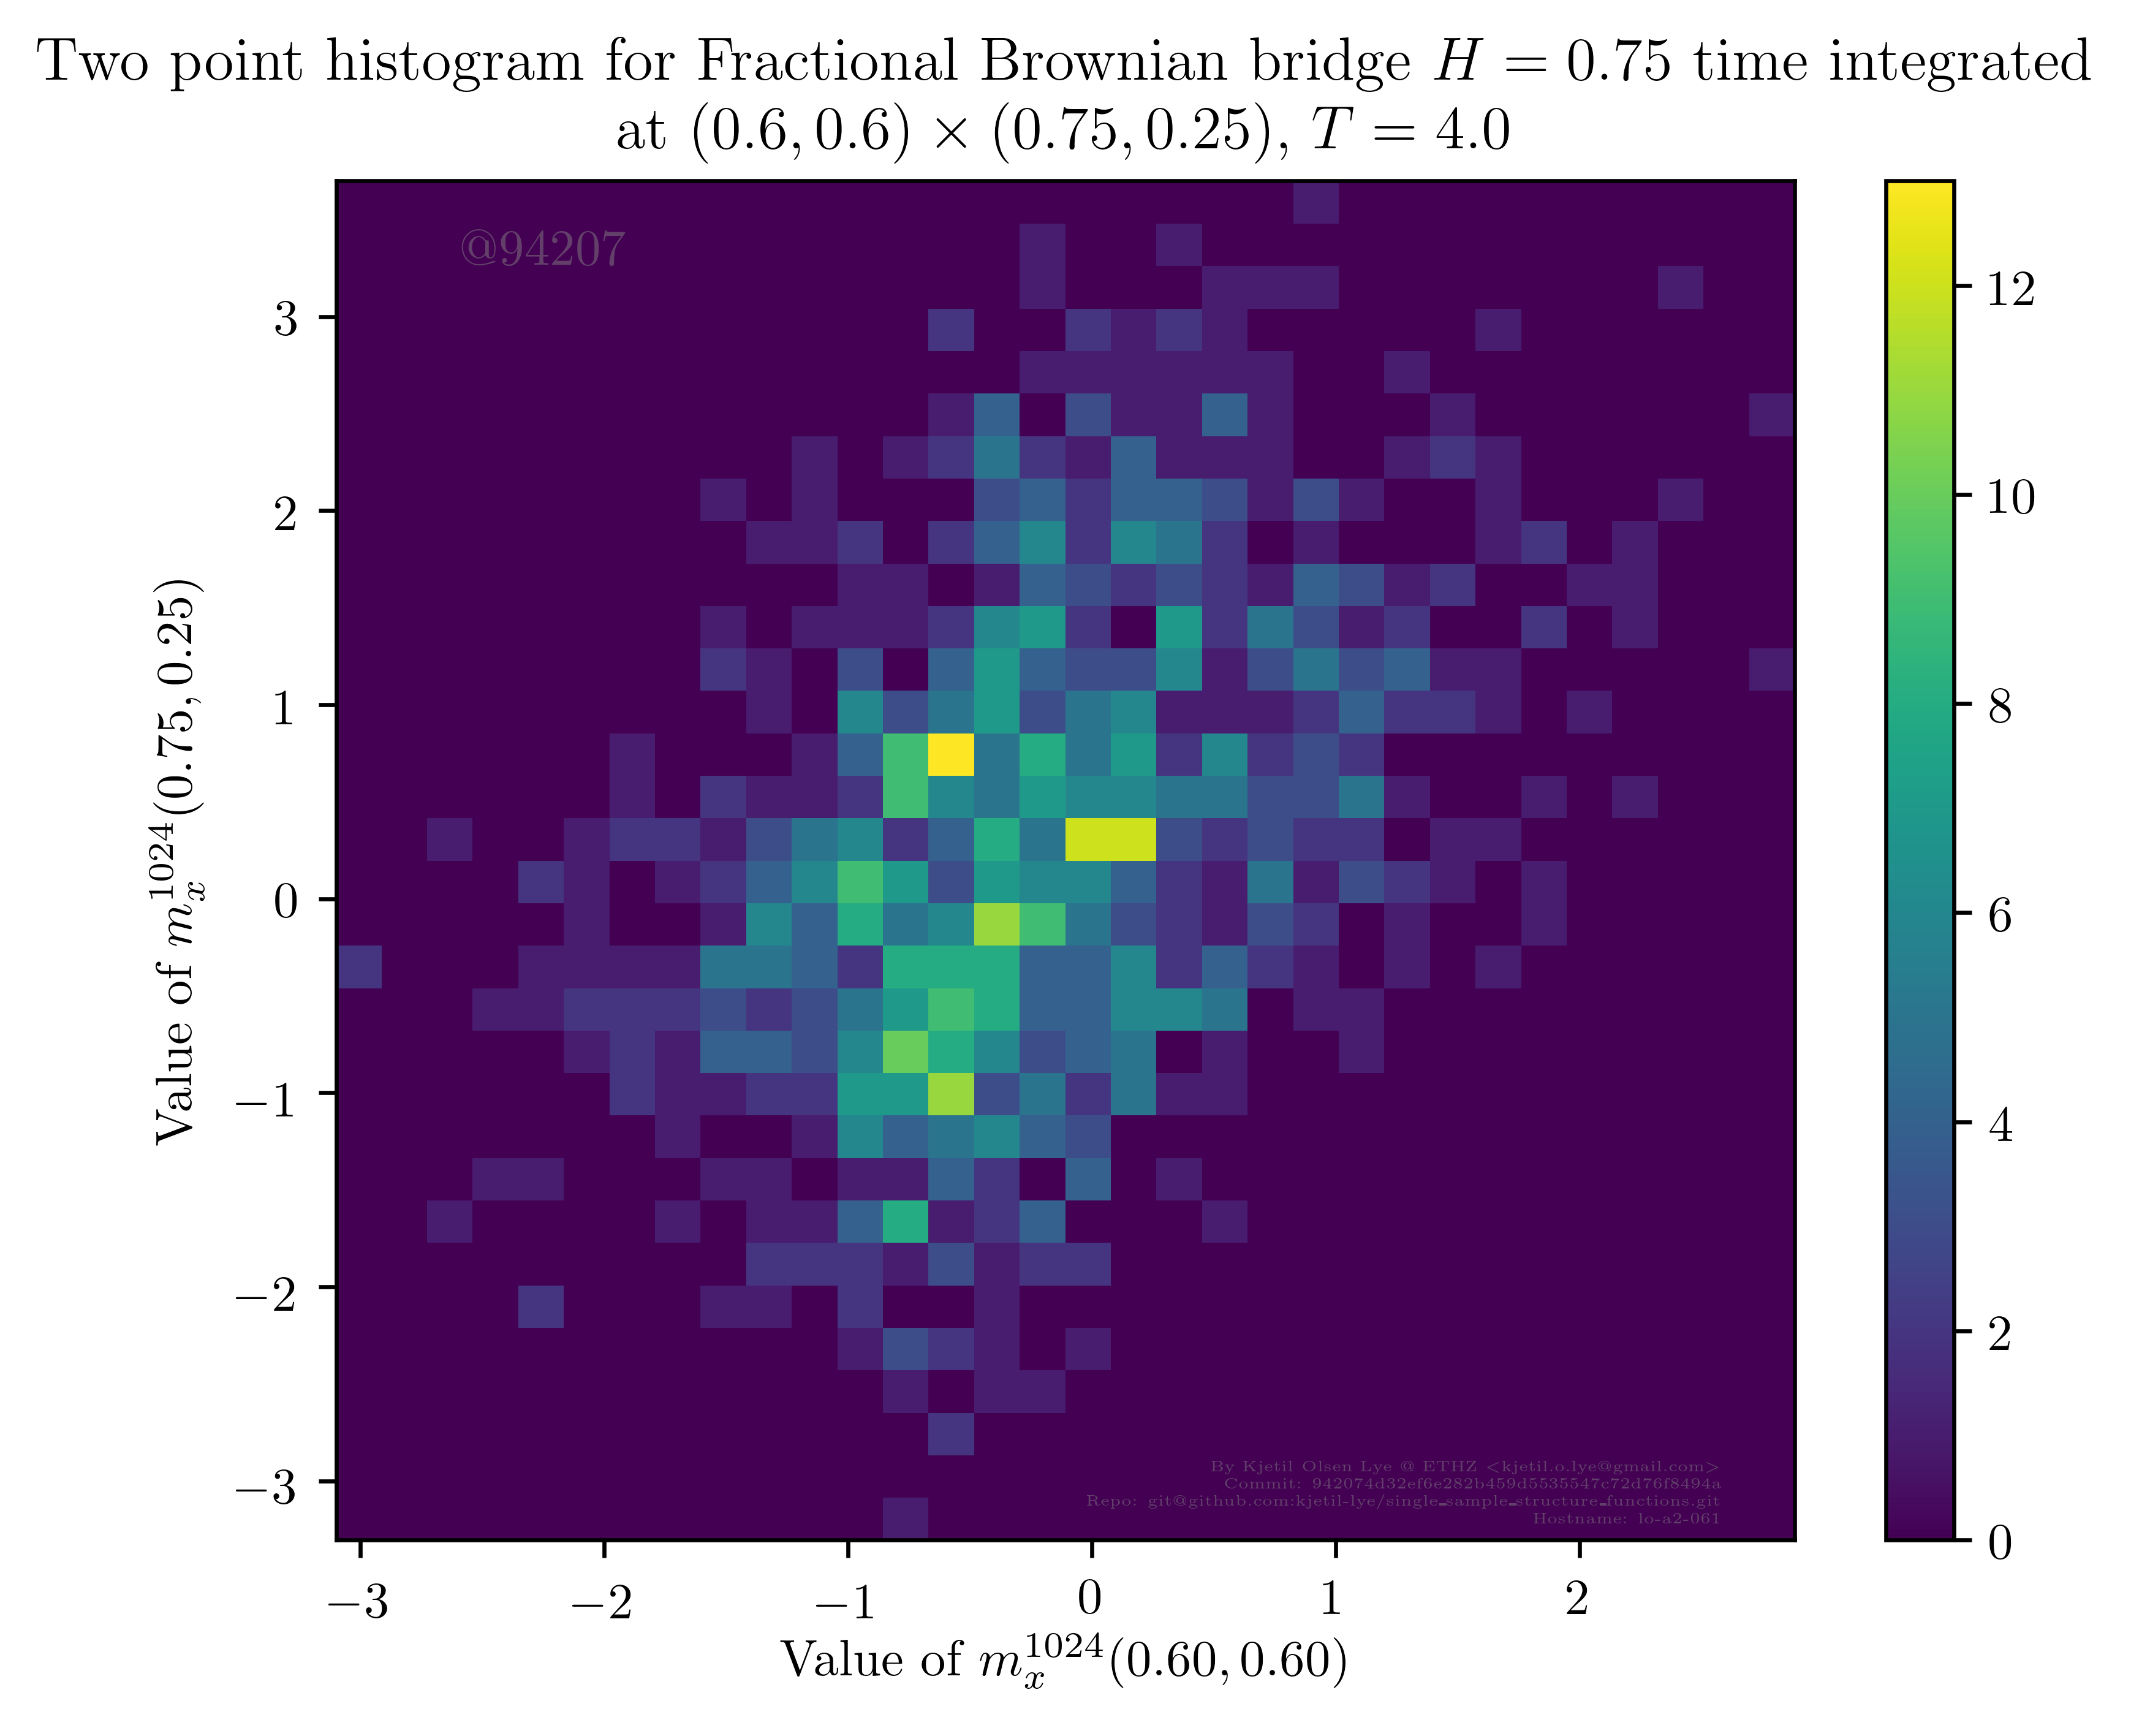 Two point histogram for Fractional Brownian bridge H = 0.75 time integrated
at (0.6, 0.6) × (0.75, 0.25), T = 4.0
@94207
Value of m_x^{1024}(0.75, 0.25)
3
2
1
0
−1
−2
−3
−3
−2
−1
0
1
2
Value of m_x^{1024}(0.60, 0.60)
12
10
8
6
4
2
0
By Kjetil Olsen Lye @ ETHZ <kjetil.o.lye@gmail.com>
Commit: 942074d32ef6e282b459d5535547c72d76f8494a
Repo: git@github.com:kjetil-lye/single_sample_structure_functions.git
Hostname: lo-a2-061